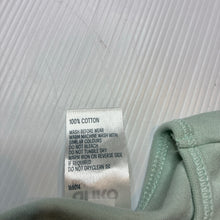 100% COTTON
WASH BEFORE WEAR
WARM MACHINE WASH WITH
SIMILAR COLOURS
DO NOT BLEACH
DO NOT TUMBLE DRY
WARM IRON ON REVERSE SIDE
IF REQUIRED
DO NOT DRYCLEAN